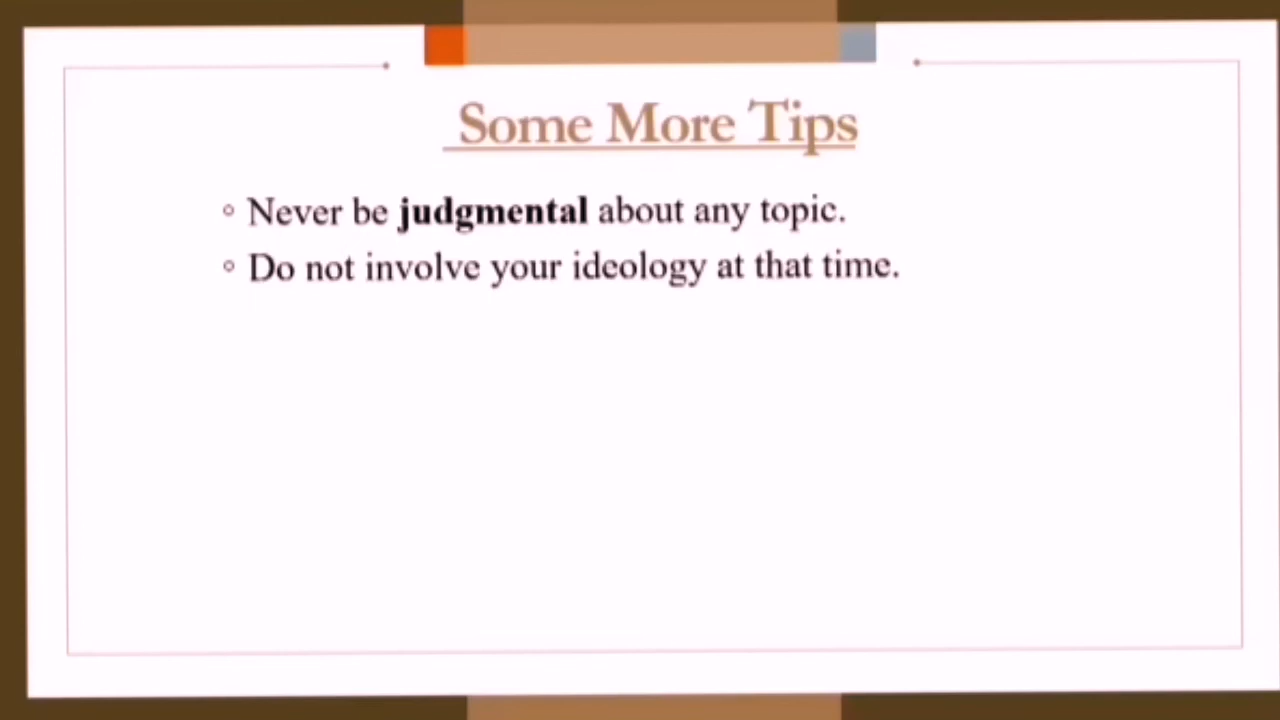 Some More Tips
Never be judgmental about any topic.
Do not involve your ideology at that time.